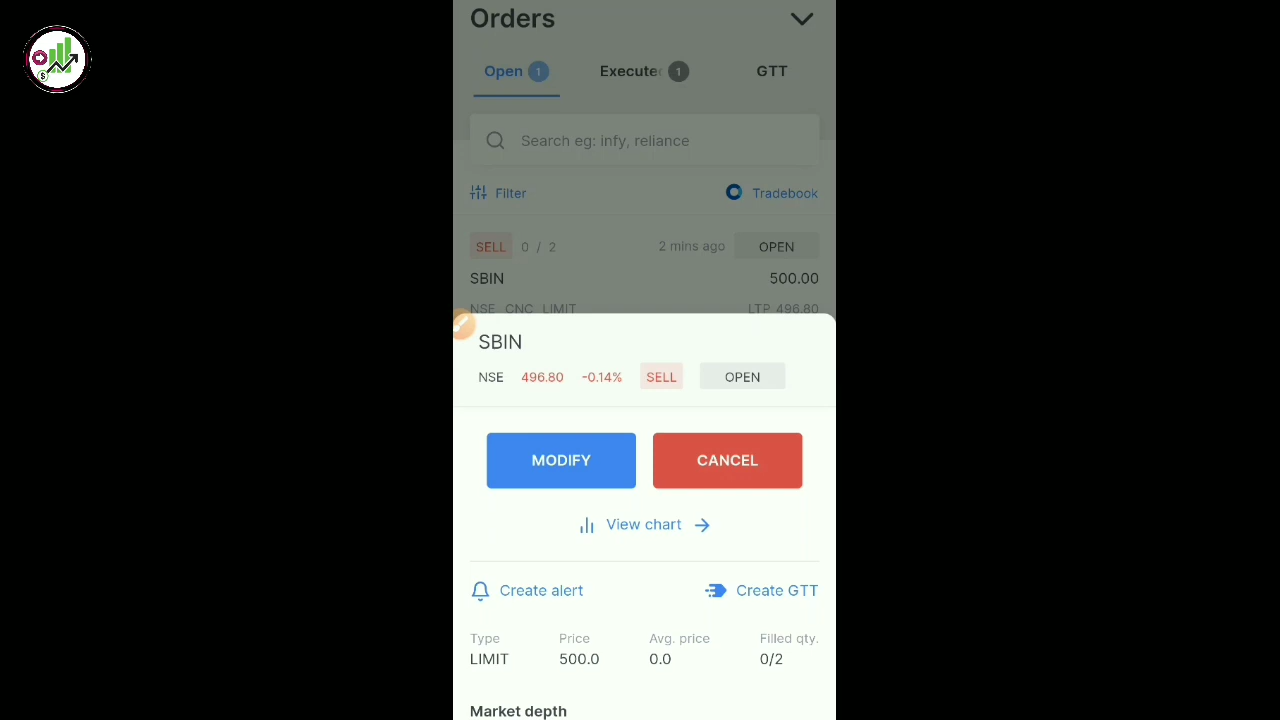 Orders
Open 1 Execute 1 GTT
Search eg: infy, reliance
Filter Tradebook
SELL 0 / 2 2 mins ago OPEN
SBIN 500.00
NSE CNC LIMIT LTP 496.80
SBIN
NSE 496.80 -0.14% SELL OPEN
MODIFY CANCEL
View chart
Create alert Create GTT
Type Price Avg. price Filled qty.
LIMIT 500.0 0.0 0/2
Market depth